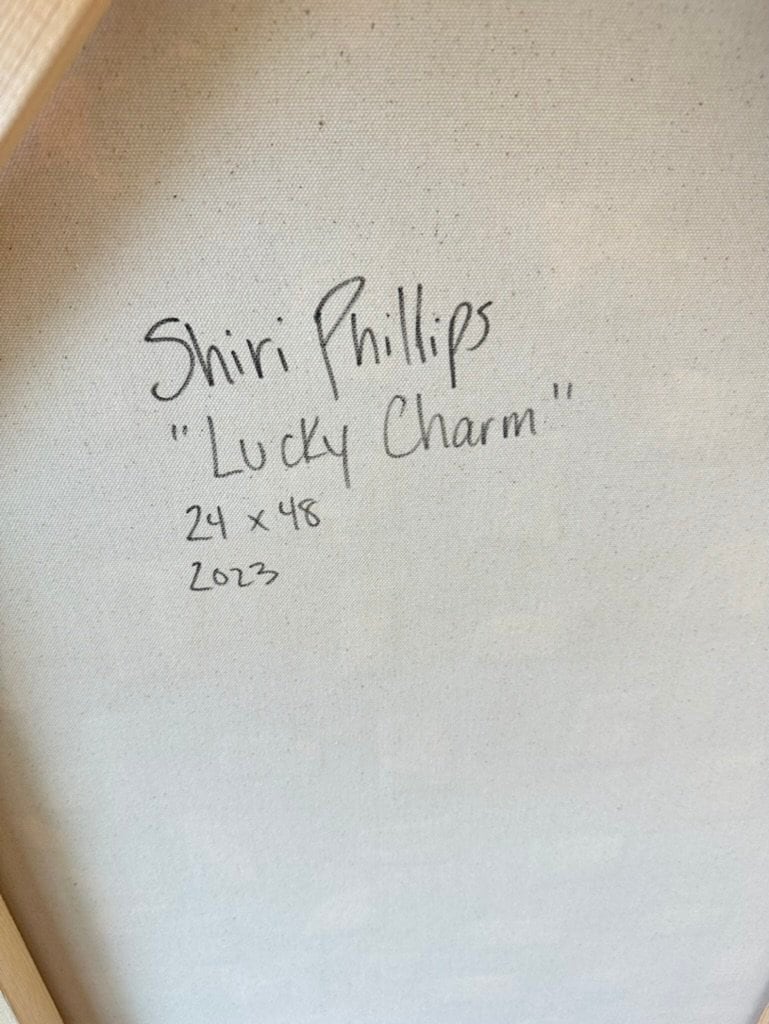 Shiri Phillips
"Lucky Charm"
24 x 48
2023